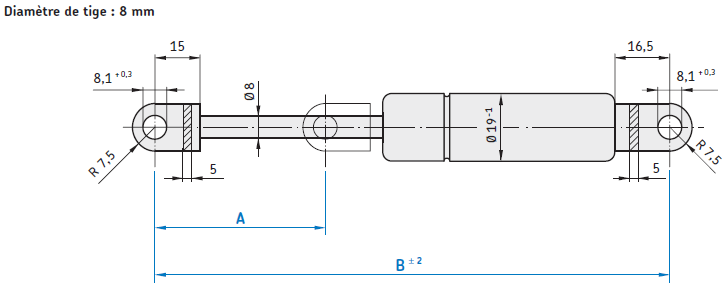 Diamètre de tige : 8 mm
15
16,5
8,1 +0,3
8,1 +0,3
Ø 8
Ø 19 -1
R 7,5
R 7,5
5
5
A
B ± 2